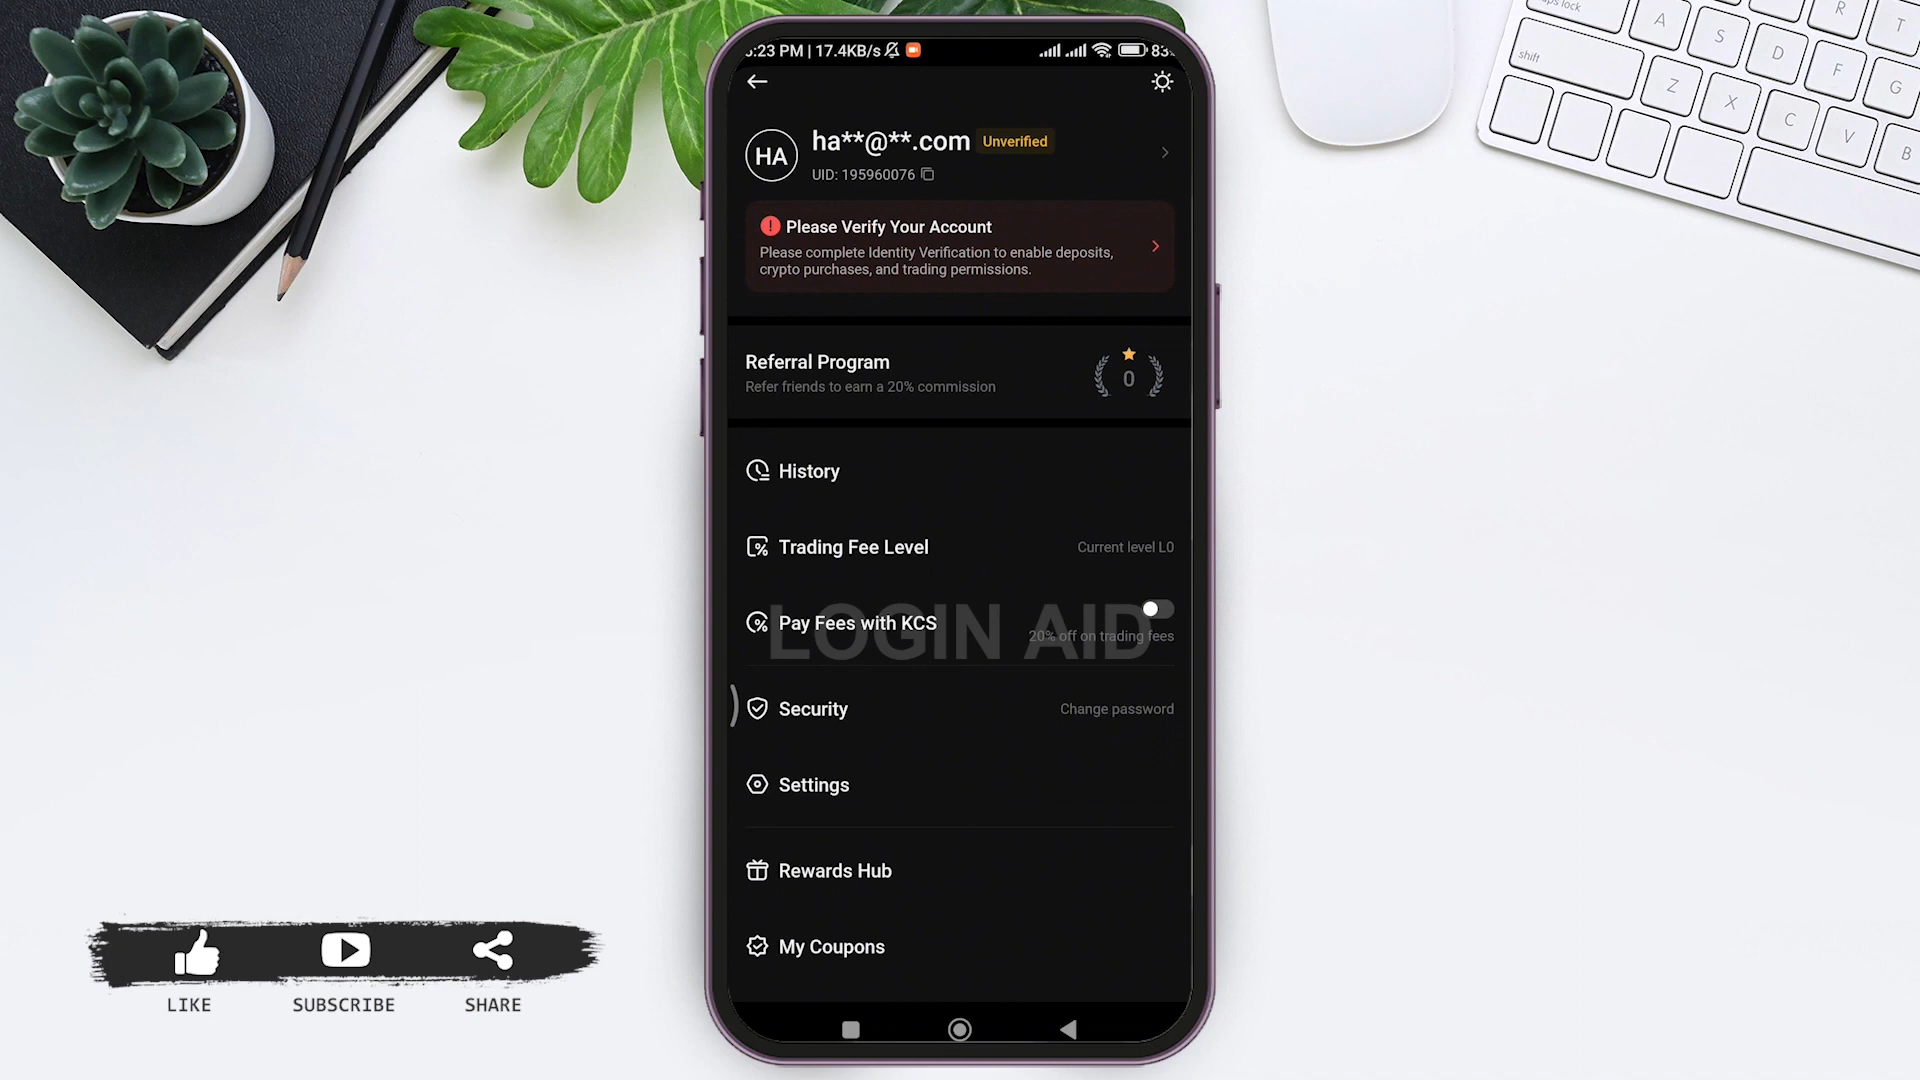 :23 PM | 17.4KB/s 83
ha**@**.com Unverified
HA
UID: 195960076
Please Verify Your Account
Please complete Identity Verification to enable deposits,
crypto purchases, and trading permissions.
Referral Program
Refer friends to earn a 20% commission
0
History
Trading Fee Level Current level L0
Pay Fees with KCS
20% off on trading fees
LOGIN AID
Security Change password
Settings
Rewards Hub
My Coupons
LIKE SUBSCRIBE SHARE
caps lock A S D F G R T
shift Z X C V B